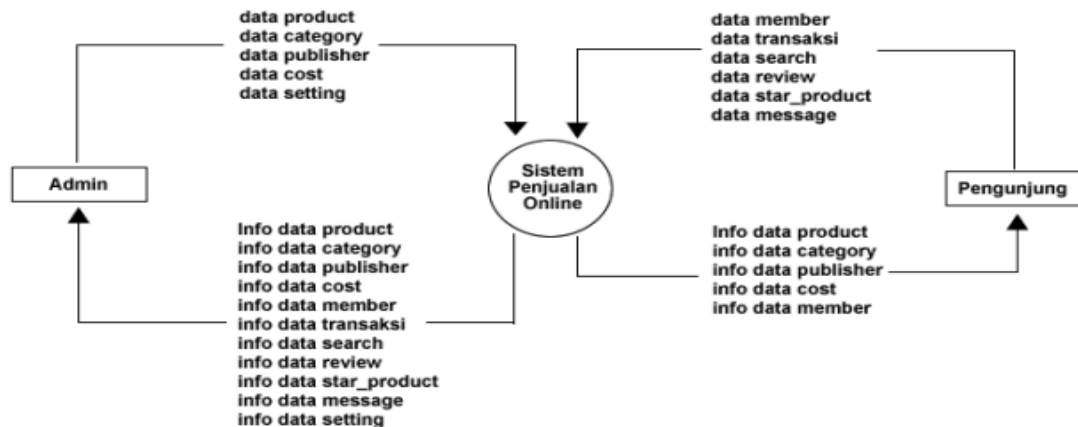 data product
data category
data publisher
data cost
data setting
data member
data transaksi
data search
data review
data star_product
data message
Admin
Sistem
Penjualan
Online
Pengunjung
Info data product
info data category
info data publisher
info data cost
info data member
info data transaksi
info data search
info data review
info data star_product
info data message
info data setting
Info data product
info data category
info data publisher
info data cost
info data member